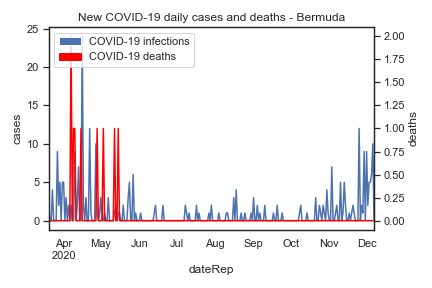 New COVID-19 daily cases and deaths - Bermuda
COVID-19 infections
COVID-19 deaths
25
20
15
10
5
0
cases
2.00
1.75
1.50
1.25
1.00
0.75
0.50
0.25
0.00
deaths
Apr May Jun Jul Aug Sep Oct Nov Dec
2020
dateRep